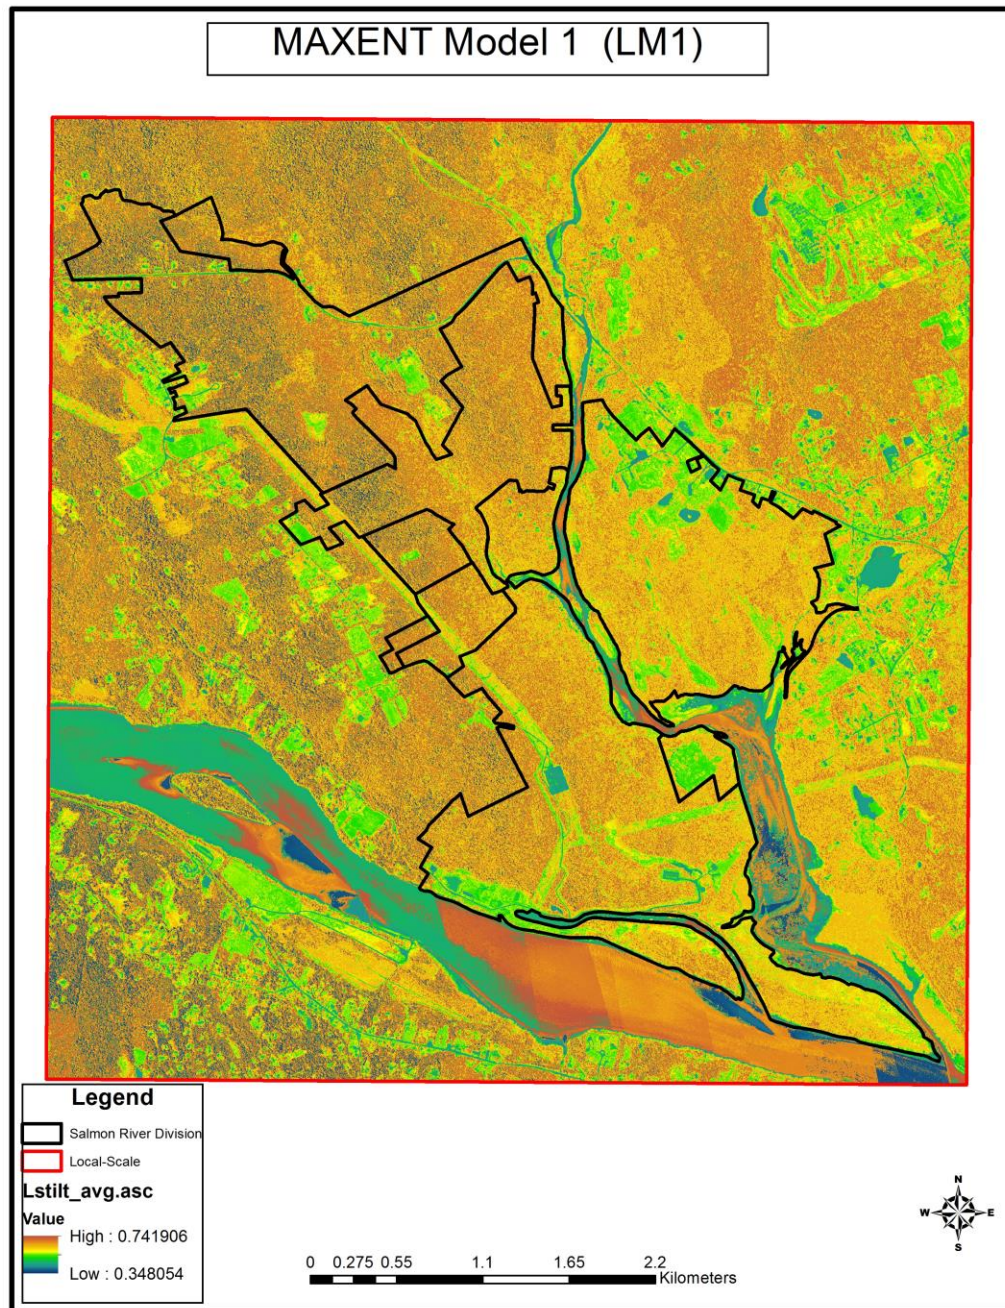 MAXENT Model 1 (LM1)
Legend
Salmon River Division
Local-Scale
Lstilt_avg.asc
Value
High : 0.741906
Low : 0.348054
0 0.275 0.55 1.1 1.65 2.2
Kilometers
N
W E
S